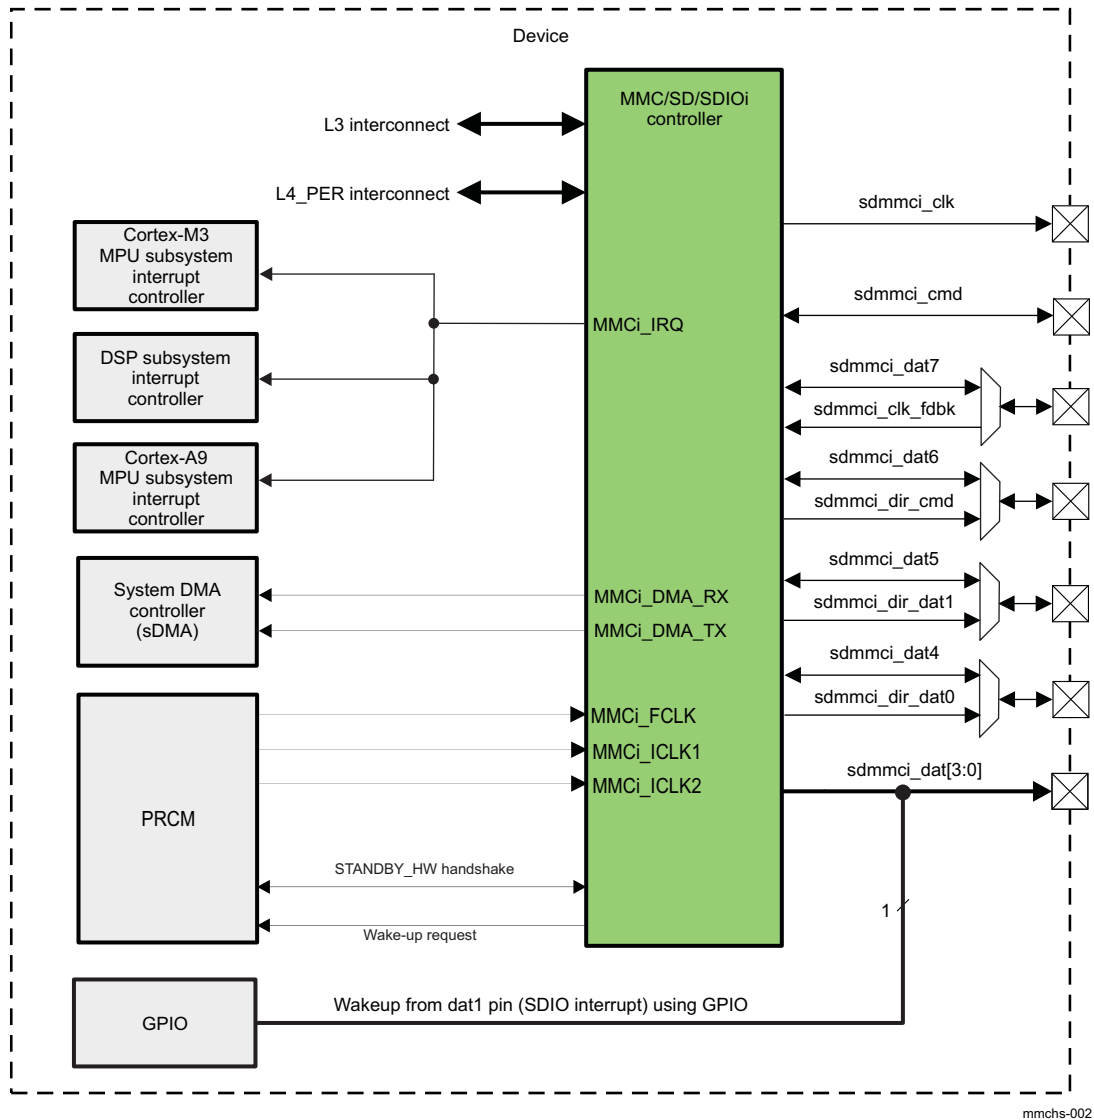 Device
MMC/SD/SDIOi
controller
L3 interconnect
L4_PER interconnect
sdmmci_clk
Cortex-M3
MPU subsystem
interrupt
controller
sdmmci_cmd
MMCi_IRQ
DSP subsystem
interrupt
controller
sdmmci_dat7
sdmmci_clk_fdbk
Cortex-A9
MPU subsystem
interrupt
controller
sdmmci_dat6
sdmmci_dir_cmd
System DMA
controller
(sDMA)
MMCi_DMA_RX
MMCi_DMA_TX
sdmmci_dat5
sdmmci_dir_dat1
sdmmci_dat4
sdmmci_dir_dat0
PRCM
MMCi_FCLK
MMCi_ICLK1
MMCi_ICLK2
sdmmci_dat[3:0]
STANDBY_HW handshake
Wake-up request
1
GPIO
Wakeup from dat1 pin (SDIO interrupt) using GPIO
mmchs-002